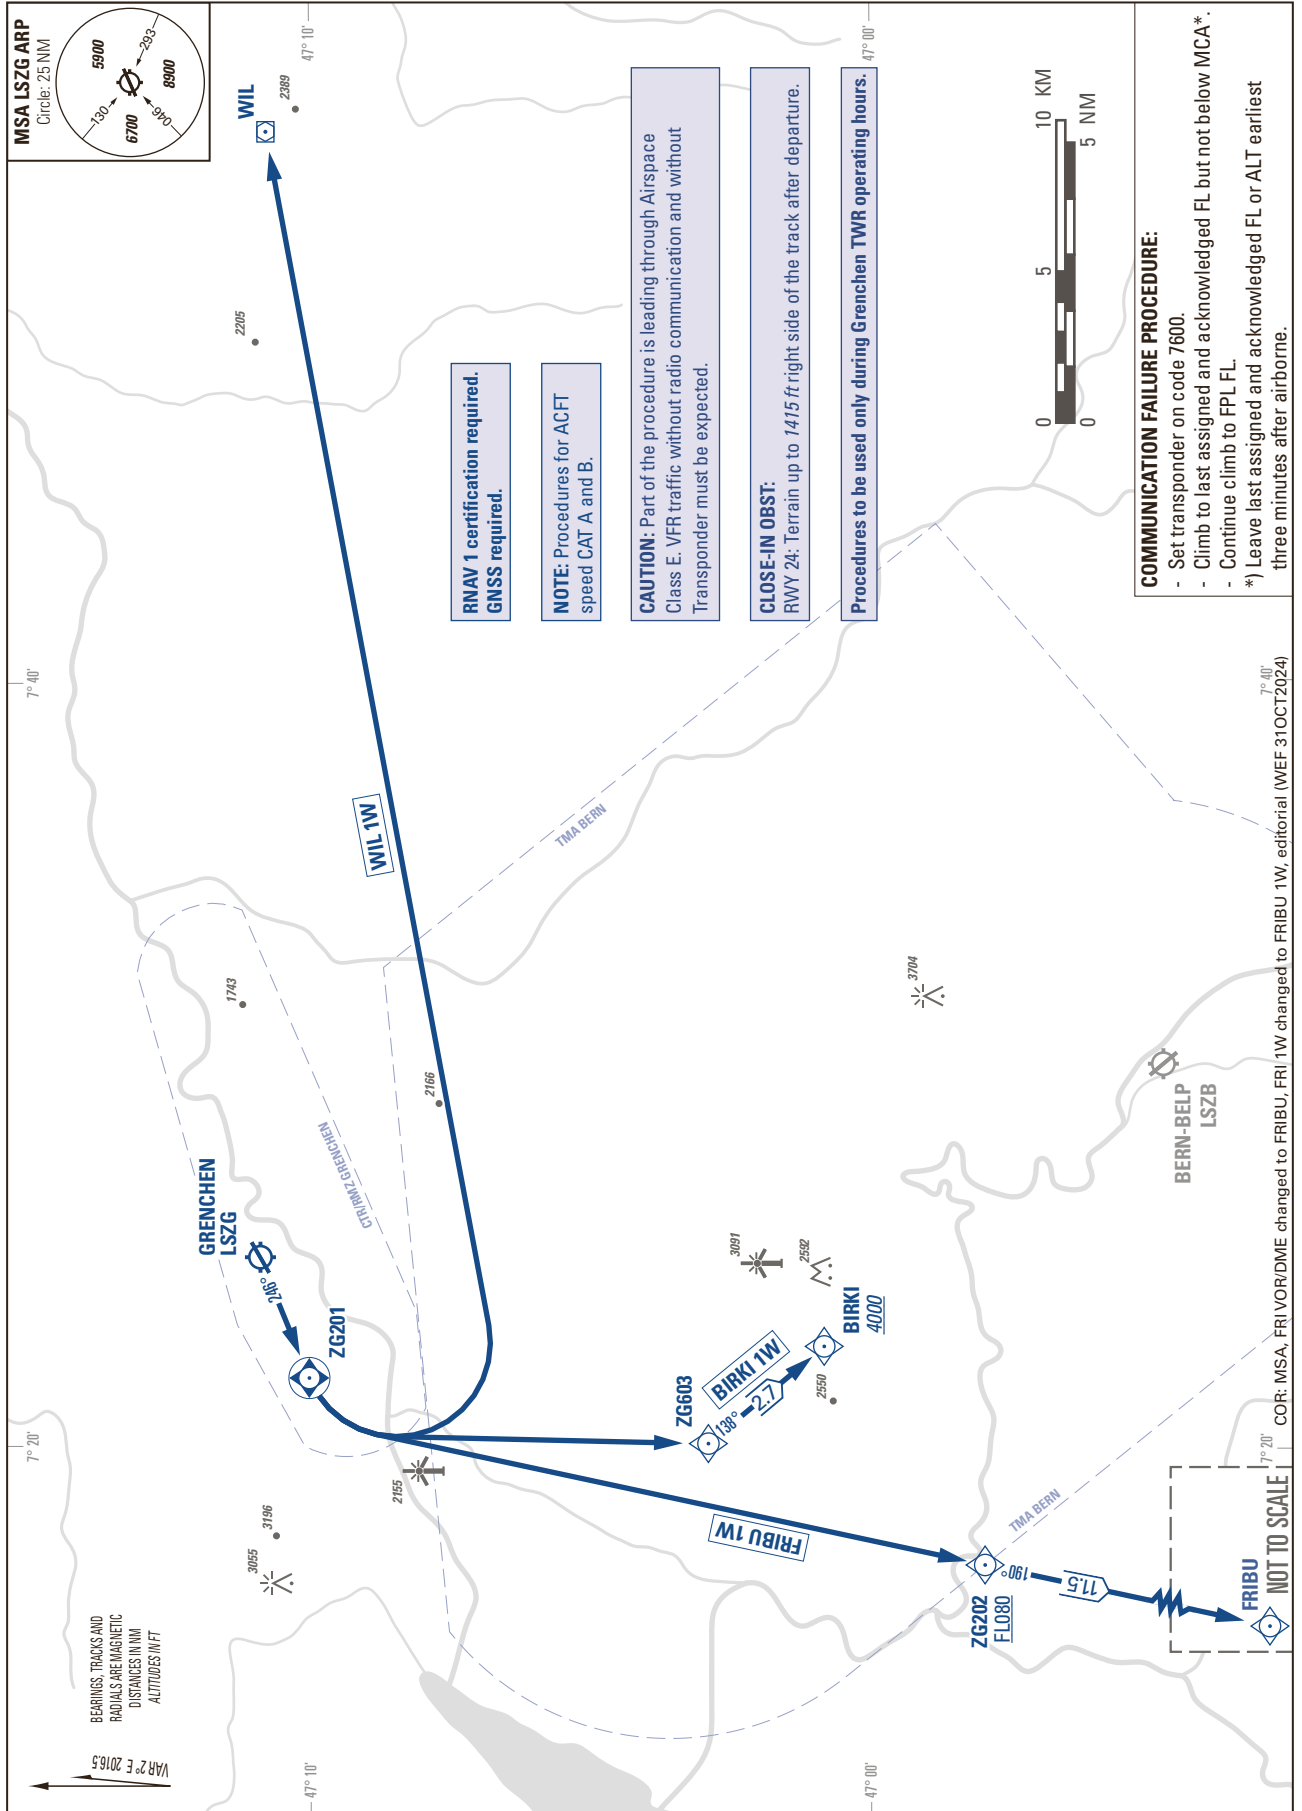 BEARINGS, TRACKS AND
RADIALS ARE MAGNETIC
DISTANCES IN NM
ALTITUDES IN FT
VAR 2° E 2016.5
MSA LSZG ARP
Circle: 25 NM
130
5900
293
6700
046
8900
7° 20'
7° 40'
47° 10'
47° 10'
3055
3196
GRENCHEN
LSZG
246°
ZG201
1743
2205
2389
WIL
2155
CTR/RMZ GRENCHEN
2166
WIL 1W
TMA BERN
RNAV 1 certification required.
GNSS required.
NOTE: Procedures for ACFT
speed CAT A and B.
CAUTION: Part of the procedure is leading through Airspace
Class E. VFR traffic without radio communication and without
Transponder must be expected.
CLOSE-IN OBST:
RWY 24: Terrain up to 1415 ft right side of the track after departure.
Procedures to be used only during Grenchen TWR operating hours.
ZG603
138°
2.7
BIRKI 1W
BIRKI
4000
3091
2592
2550
FRIBU 1W
3704
47° 00'
47° 00'
ZG202
FL080
190°
11.5
TMA BERN
FRIBU
NOT TO SCALE
BERN-BELP
LSZB
0 5 10 KM
0 5 NM
COMMUNICATION FAILURE PROCEDURE:
- Set transponder on code 7600.
- Climb to last assigned and acknowledged FL but not below MCA*.
- Continue climb to FPL FL.
*) Leave last assigned and acknowledged FL or ALT earliest
three minutes after airborne.
7° 20'
7° 40'
COR: MSA, FRI VOR/DME changed to FRIBU, FRI 1W changed to FRIBU 1W, editorial (WEF 31OCT2024)